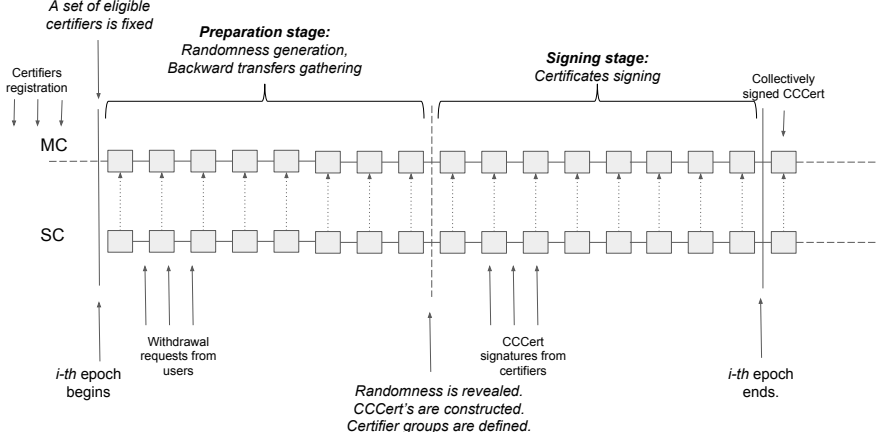 A set of eligible
certifiers is fixed
Preparation stage:
Randomness generation,
Backward transfers gathering
Signing stage:
Certificates signing
Certifiers
registration
Collectively
signed CCCert
MC
SC
Withdrawal
requests from
users
CCCert
signatures from
certifiers
i-th epoch
begins
Randomness is revealed.
CCCert's are constructed.
Certifier groups are defined.
i-th epoch
ends.